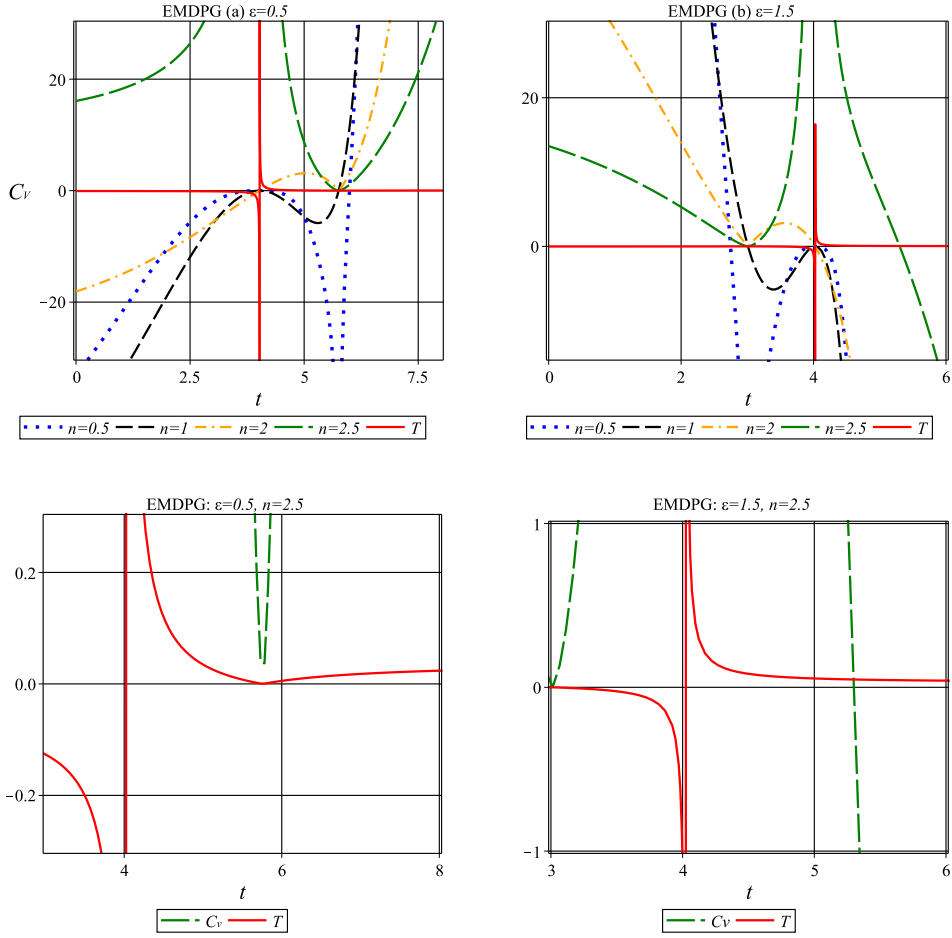 EMDPG (a) ε=0.5
20
0
−20
C_V
0
2.5
5.0
7.5
t
n=0.5 n=1 n=2 n=2.5 T
EMDPG (b) ε=1.5
20
0
0
2
4
6
t
n=0.5 n=1 n=2 n=2.5 T
EMDPG: ε=0.5, n=2.5
0.2
0.0
−0.2
4
6
8
t
C_v T
EMDPG: ε=1.5, n=2.5
1
0
−1
3
4
5
6
t
C_v T